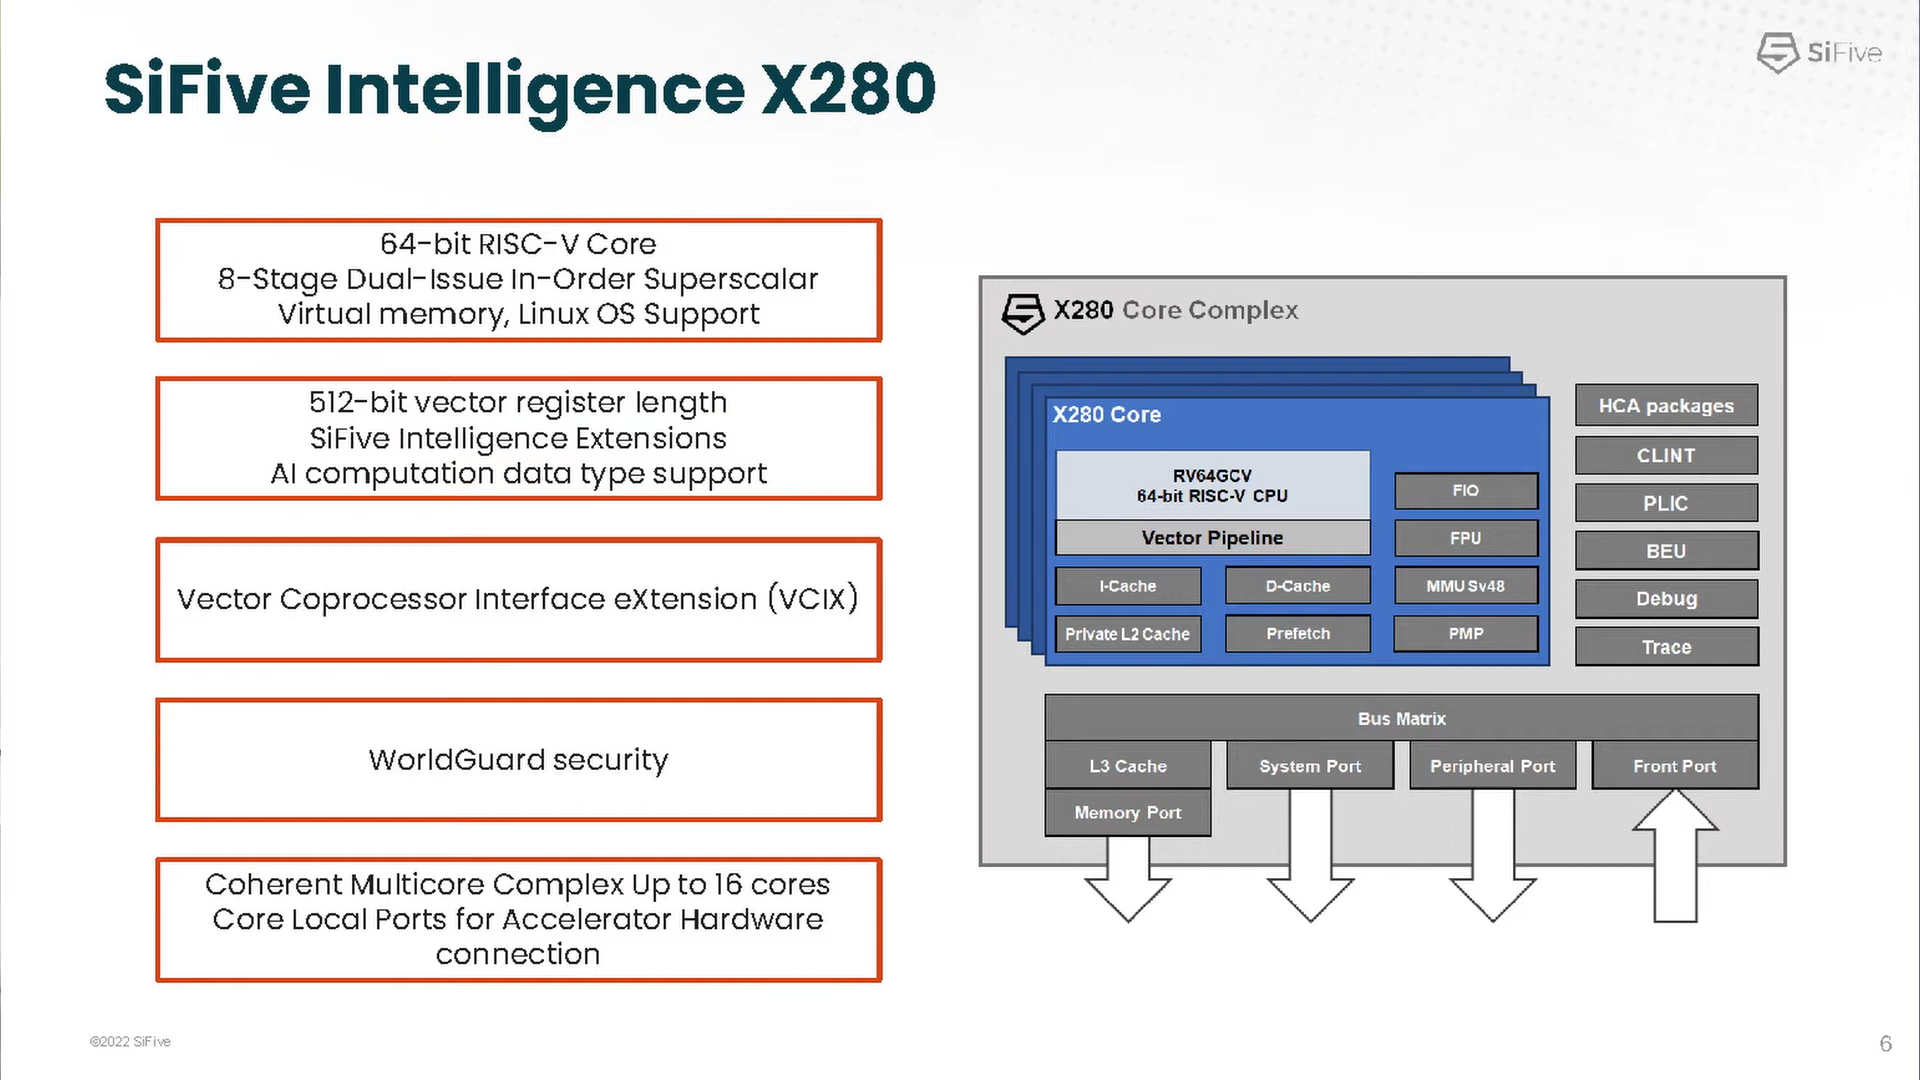 SiFive Intelligence X280
SiFive
64-bit RISC-V Core
8-Stage Dual-Issue In-Order Superscalar
Virtual memory, Linux OS Support
512-bit vector register length
SiFive Intelligence Extensions
AI computation data type support
Vector Coprocessor Interface eXtension (VCIX)
WorldGuard security
Coherent Multicore Complex Up to 16 cores
Core Local Ports for Accelerator Hardware
connection
X280 Core Complex
X280 Core
RV64GCV
64-bit RISC-V CPU
Vector Pipeline
I-Cache
D-Cache
Private L2 Cache
Prefetch
FIO
FPU
MMU Sv48
PMP
HCA packages
CLINT
PLIC
BEU
Debug
Trace
Bus Matrix
L3 Cache
System Port
Peripheral Port
Front Port
Memory Port
©2022 SiFive
6